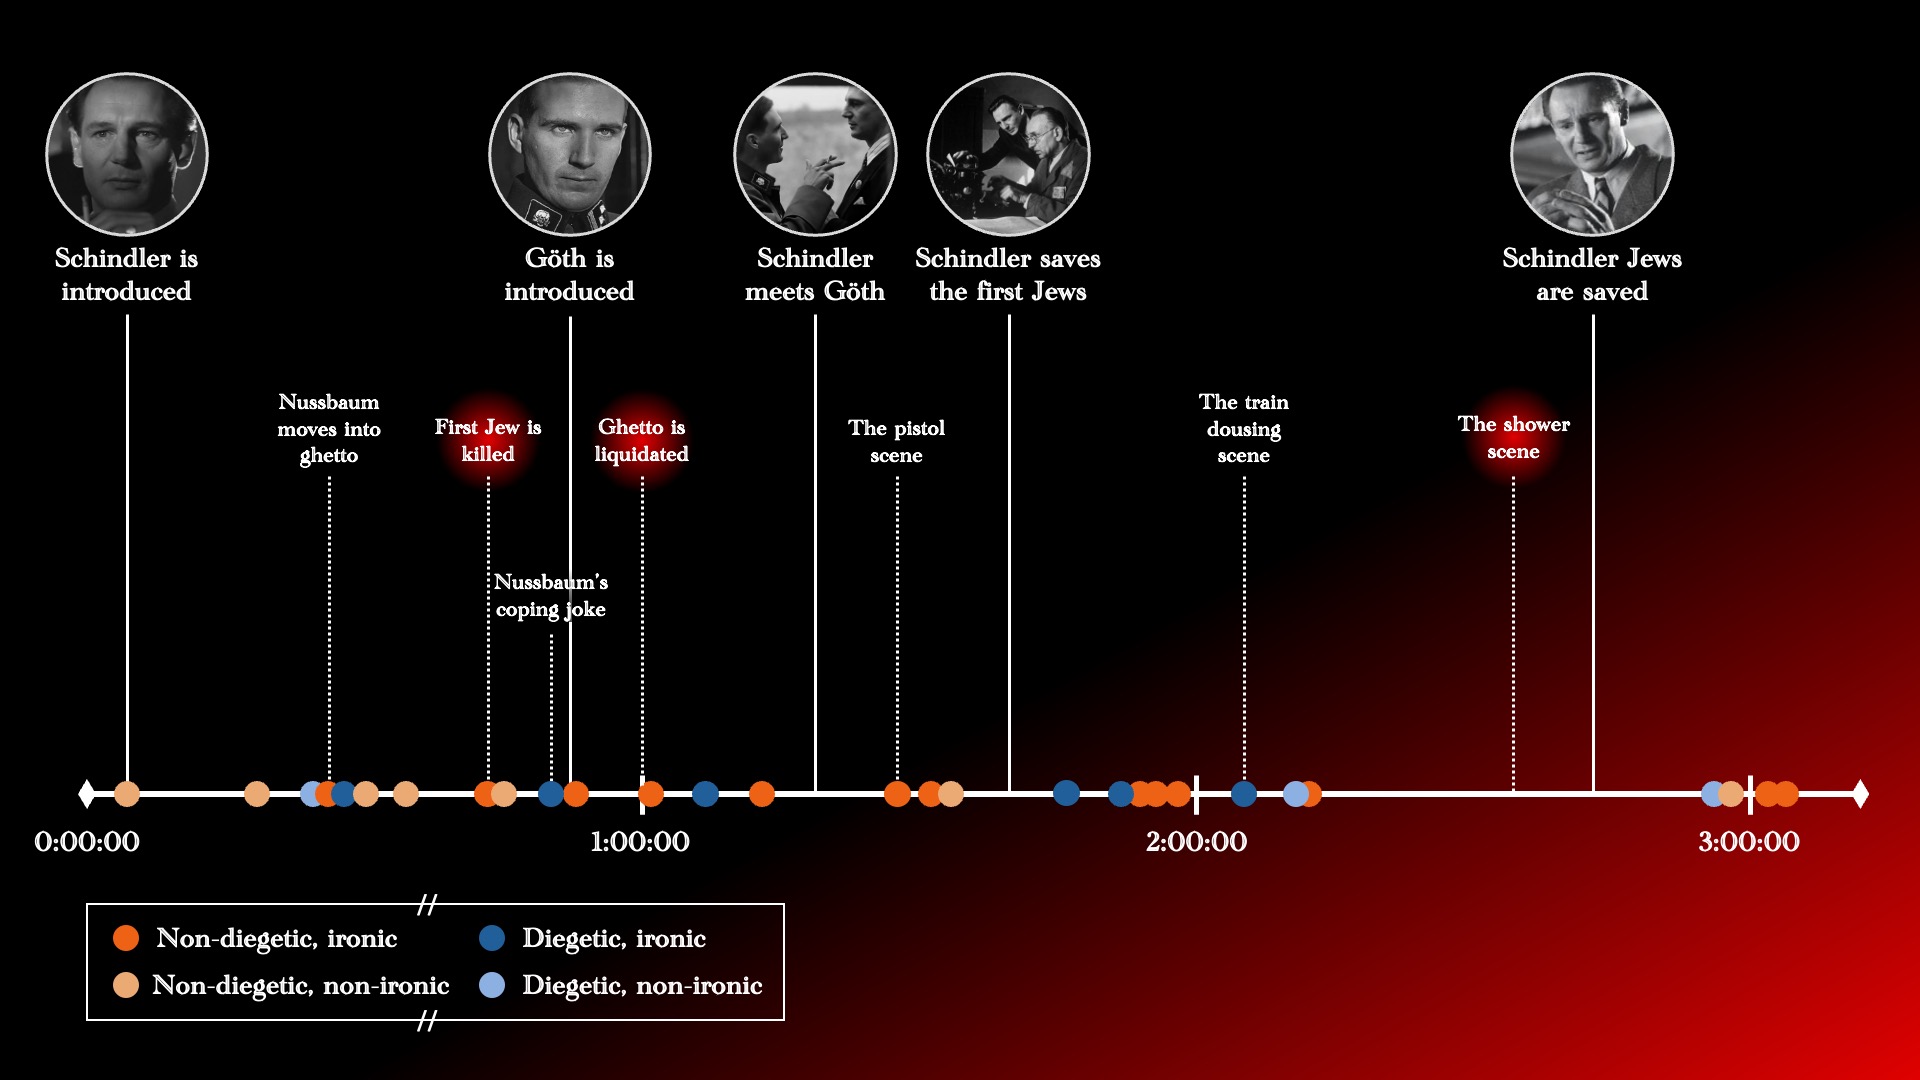 Schindler is
introduced
Göth is
introduced
Schindler
meets Göth
Schindler saves
the first Jews
Schindler Jews
are saved
Nussbaum
moves into
ghetto
First Jew is
killed
Ghetto is
liquidated
The pistol
scene
The train
dousing
scene
The shower
scene
Nussbaum's
coping joke
0:00:00
1:00:00
2:00:00
3:00:00
Non-diegetic, ironic
Diegetic, ironic
Non-diegetic, non-ironic
Diegetic, non-ironic